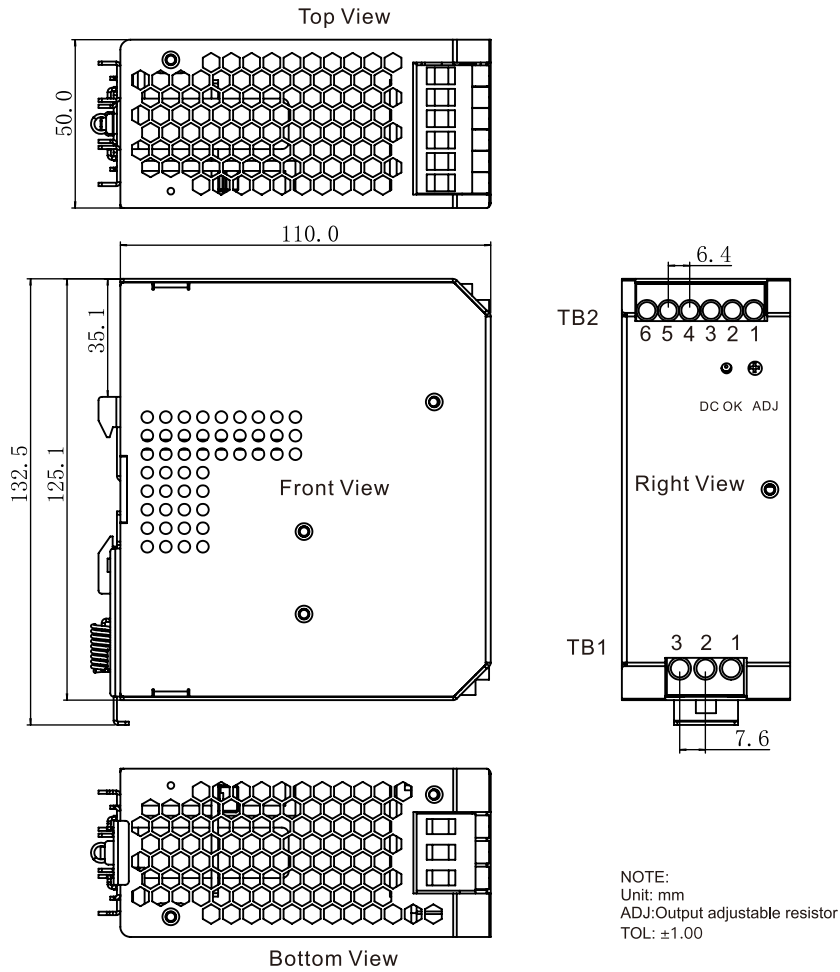 Top View
50.0
110.0
132.5
125.1
35.1
Front View
6.4
TB2
6 5 4 3 2 1
DC OK ADJ
Right View
TB1
3 2 1
7.6
Bottom View
NOTE:
Unit: mm
ADJ:Output adjustable resistor
TOL: ±1.00